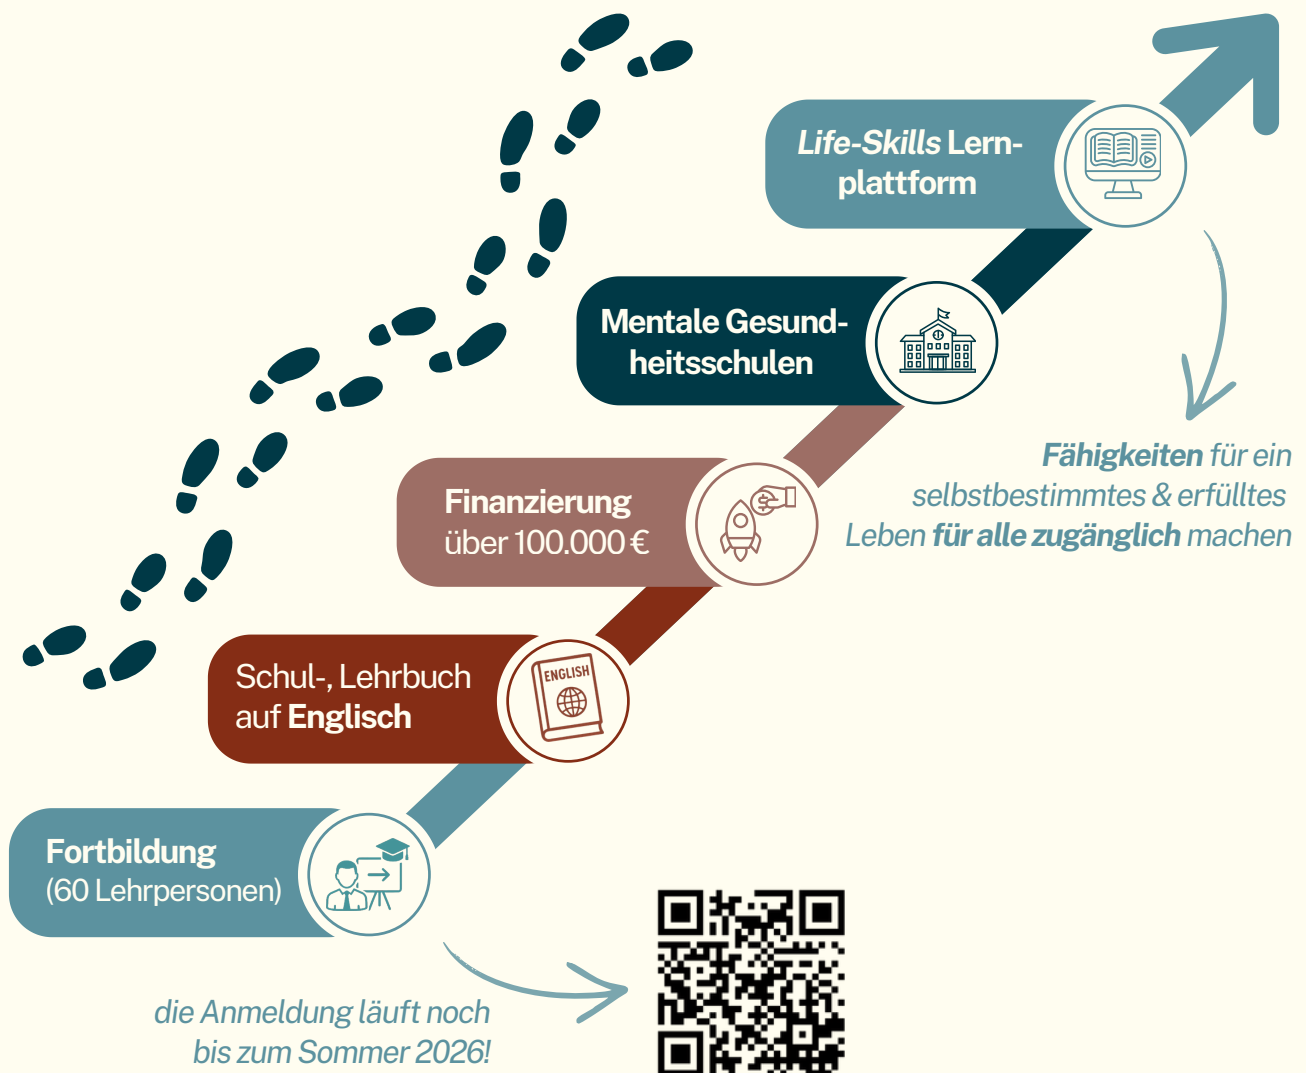 Life-Skills Lern-
plattform
Mentale Gesund-
heitsschulen
Fähigkeiten für ein
selbstbestimmtes & erfülltes
Leben für alle zugänglich machen
Finanzierung
über 100.000 €
Schul-, Lehrbuch
auf Englisch
ENGLISH
Fortbildung
(60 Lehrpersonen)
die Anmeldung läuft noch
bis zum Sommer 2026!